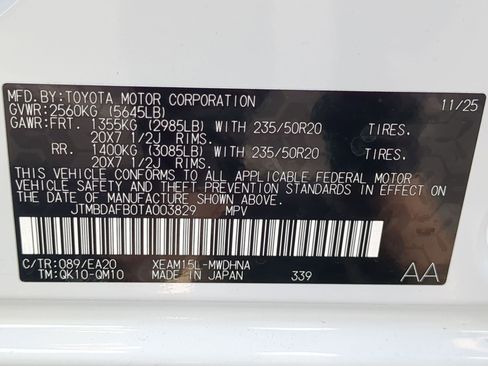 MFD.BY:TOYOTA MOTOR CORPORATION 11/25
GVWR:2560KG (5645LB)
GAWR:FRT. 1355KG (2985LB) WITH 235/50R20 TIRES.
20X7 1/2J RIMS.
RR. 1400KG (3085LB) WITH 235/50R20 TIRES.
20X7 1/2J RIMS.
THIS VEHICLE CONFORMS TO ALL APPLICABLE FEDERAL MOTOR
VEHICLE SAFETY AND THEFT PREVENTION STANDARDS IN EFFECT ON
THE DATE OF MANUFACTURE SHOWN ABOVE.
JTMBDAFB0TA003829 MPV
C/TR:089/EA20 XEAM15L-MWDHNA
TM:QK10-QM10 MADE IN JAPAN 339 AA